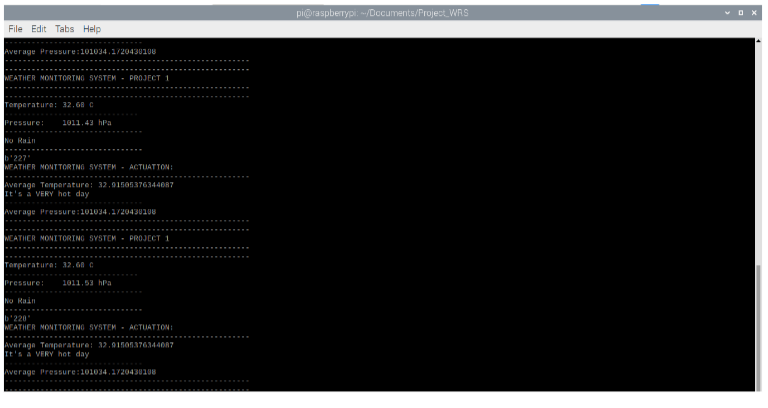 pi@raspberrypi: ~/Documents/Project_WRS
File Edit Tabs Help
-------------------------------
Average Pressure:101034.1720430108
-------------------------------------------------------
-------------------------------------------------------
WEATHER MONITORING SYSTEM - PROJECT 1
-------------------------------------------------------
-------------------------------------------------------
Temperature: 32.60 C
------------------------------
Pressure:    1011.43 hPa
-------------------------------
No Rain
-------------------------------
b'227'
WEATHER MONITORING SYSTEM - ACTUATION:
-------------------------------------------------------
Average Temperature: 32.91505376344087
It's a VERY hot day
-------------------------------
Average Pressure:101034.1720430108
-------------------------------------------------------
-------------------------------------------------------
WEATHER MONITORING SYSTEM - PROJECT 1
-------------------------------------------------------
-------------------------------------------------------
Temperature: 32.60 C
------------------------------
Pressure:    1011.53 hPa
-------------------------------
No Rain
-------------------------------
b'228'
WEATHER MONITORING SYSTEM - ACTUATION:
-------------------------------------------------------
Average Temperature: 32.91505376344087
It's a VERY hot day
-------------------------------
Average Pressure:101034.1720430108
-------------------------------------------------------
-------------------------------------------------------